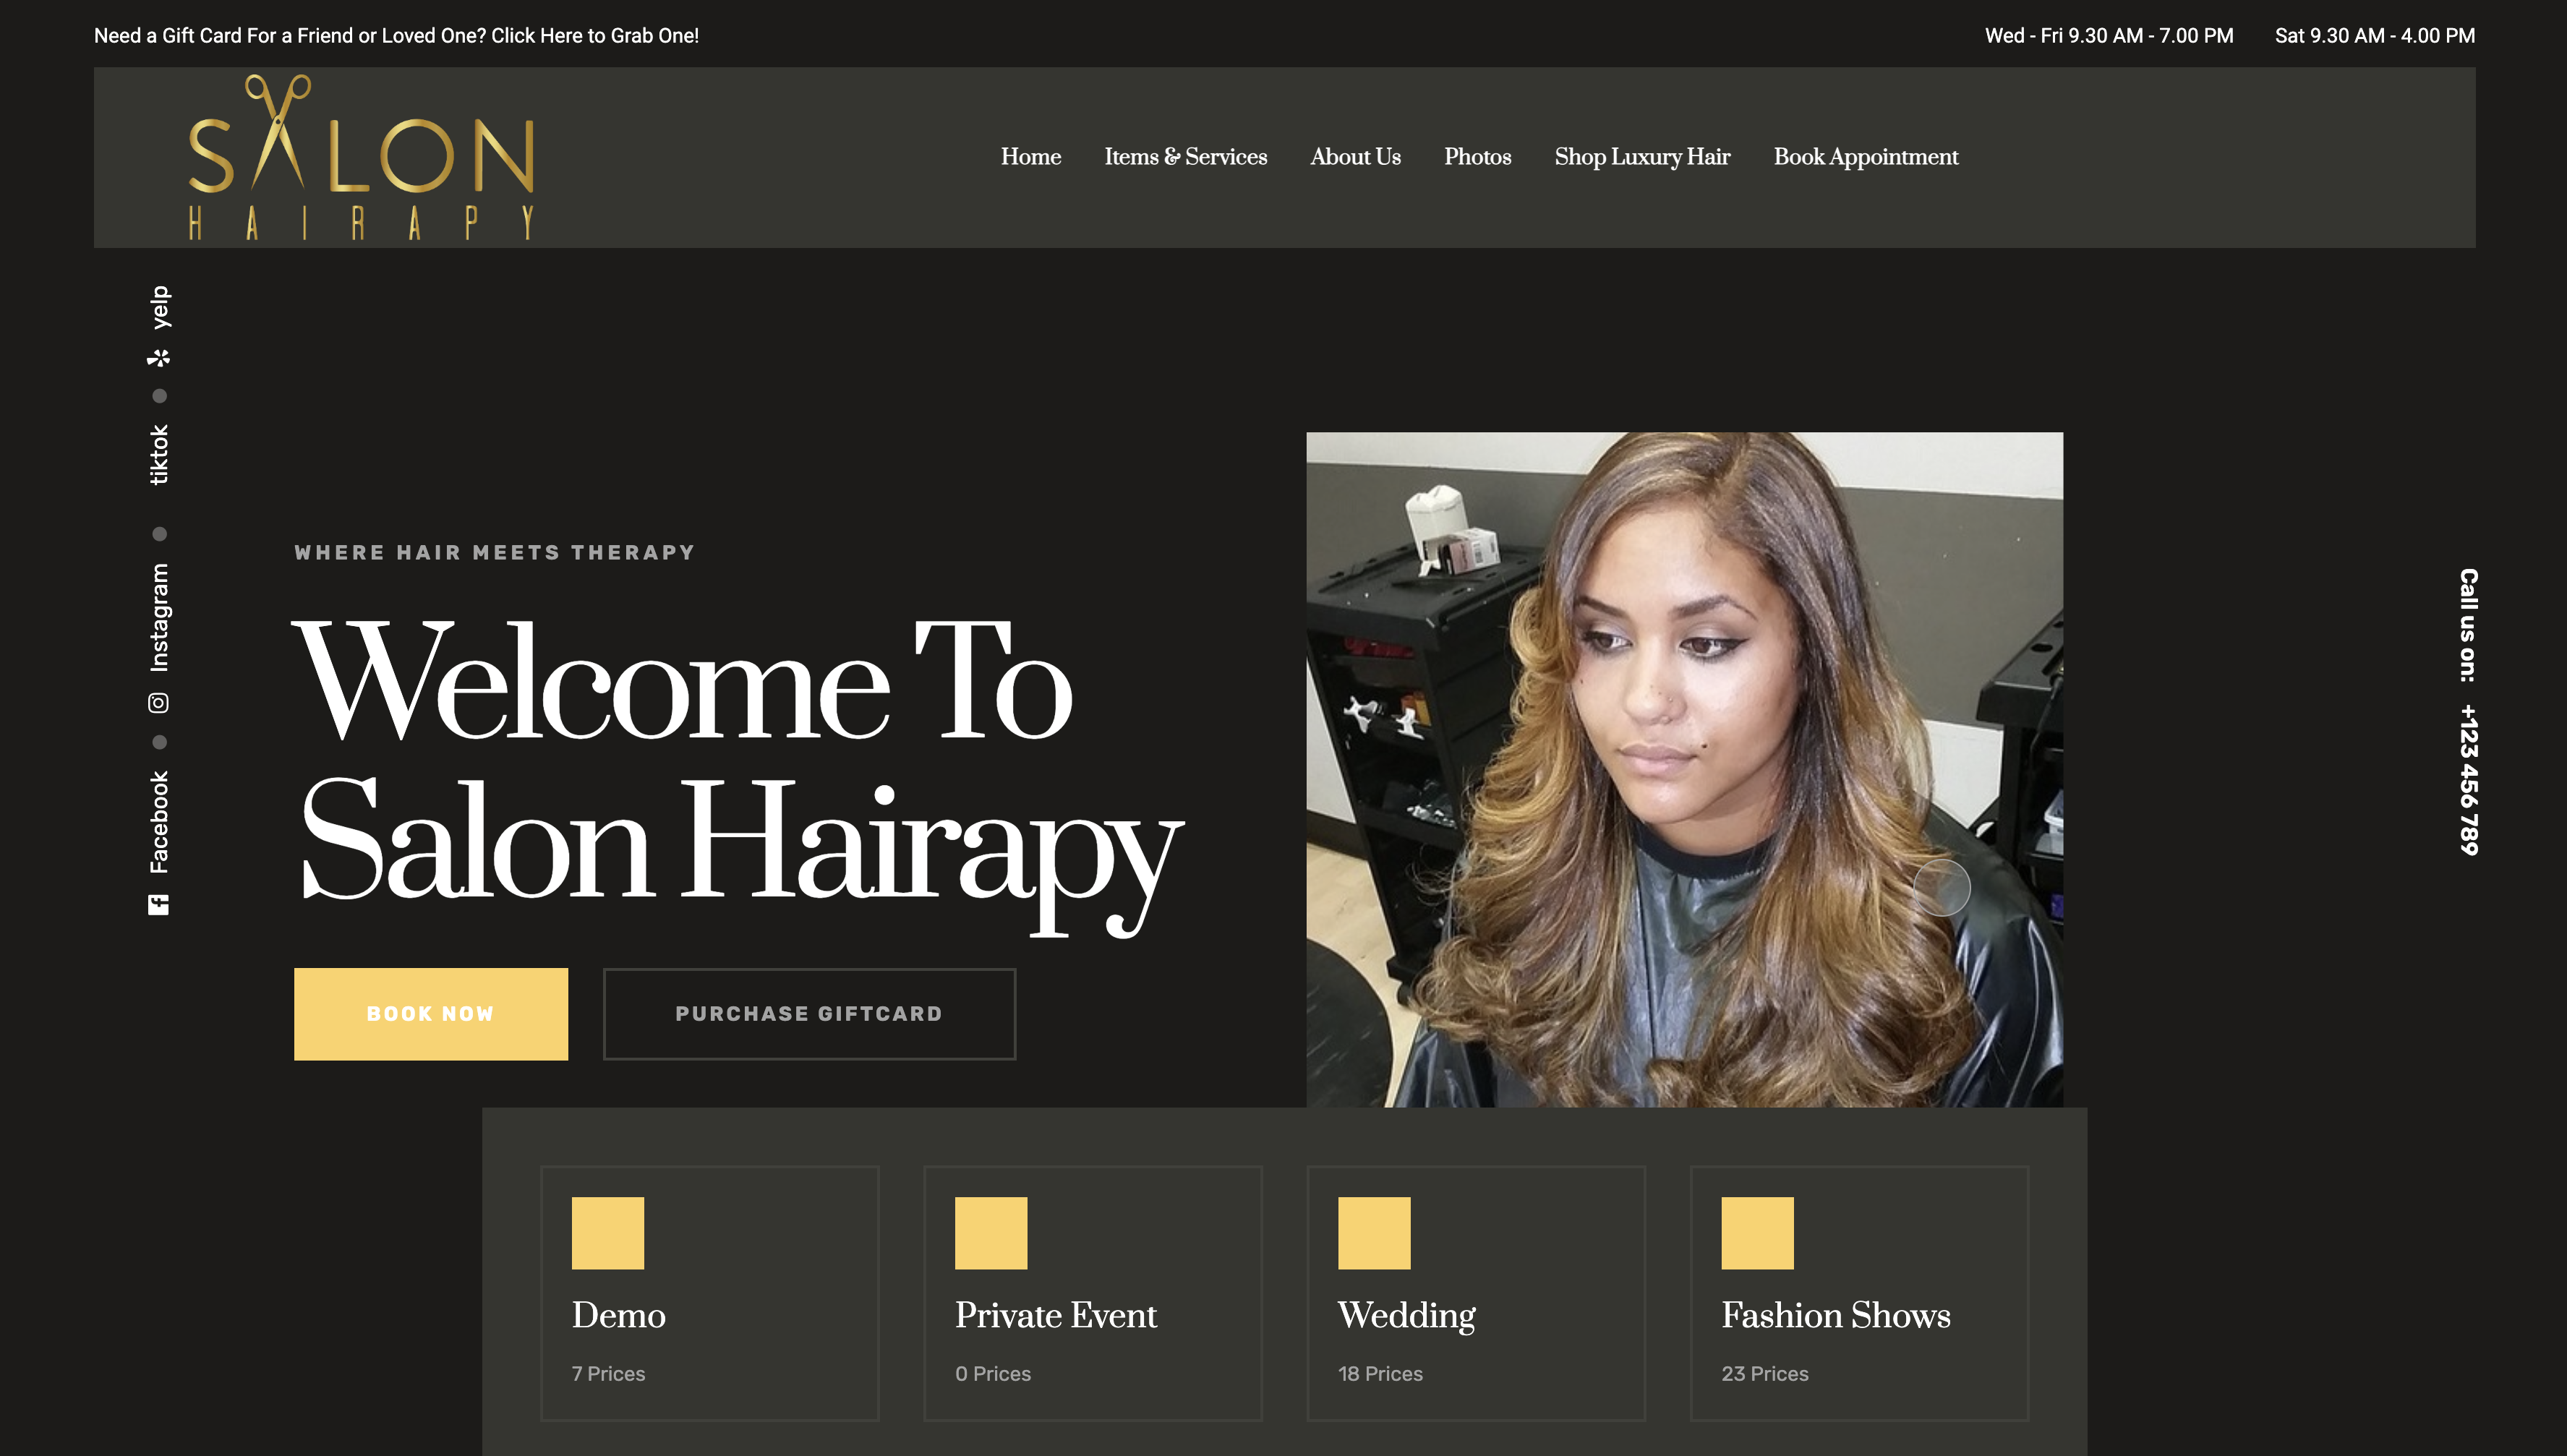 Need a Gift Card For a Friend or Loved One? Click Here to Grab One!
Wed - Fri 9.30 AM - 7.00 PM
Sat 9.30 AM - 4.00 PM
SALON
HAIRAPY
Home
Items & Services
About Us
Photos
Shop Luxury Hair
Book Appointment
yelp
tiktok
Instagram
Facebook
WHERE HAIR MEETS THERAPY
Welcome To
Salon Hairapy
BOOK NOW
PURCHASE GIFTCARD
Call us on: +123 456 789
Demo
7 Prices
Private Event
0 Prices
Wedding
18 Prices
Fashion Shows
23 Prices